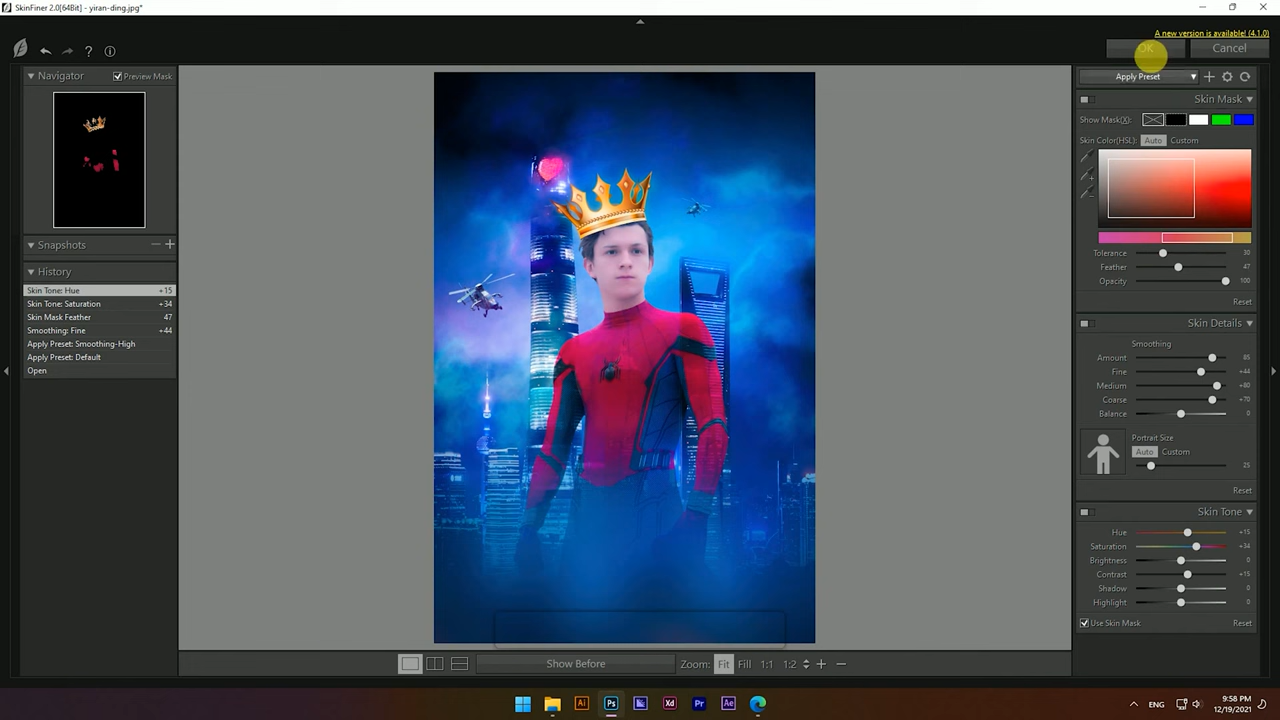 SkinFiner 2.0[64Bit] - yiran-ding.jpg*
A new version is available! (4.1.0)
OK
Cancel
?
Navigator
Preview Mask
Snapshots
History
Skin Tone: Hue +15
Skin Tone: Saturation +34
Skin Mask Feather 47
Smoothing: Fine +44
Apply Preset: Smoothing-High
Apply Preset: Default
Open
Apply Preset
Skin Mask
Show Mask(X):
Skin Color(HSL): Auto Custom
Tolerance 30
Feather 47
Opacity 100
Reset
Skin Details
Smoothing
Amount 85
Fine +44
Medium +80
Coarse +70
Balance 0
Portrait Size
Auto Custom
25
Reset
Skin Tone
Hue +15
Saturation +34
Brightness 0
Contrast +15
Shadow 0
Highlight 0
Use Skin Mask Reset
Show Before
Zoom: Fit Fill 1:1 1:2
Ai Ps Xd Pr Ae
ENG
9:58 PM
12/19/2021